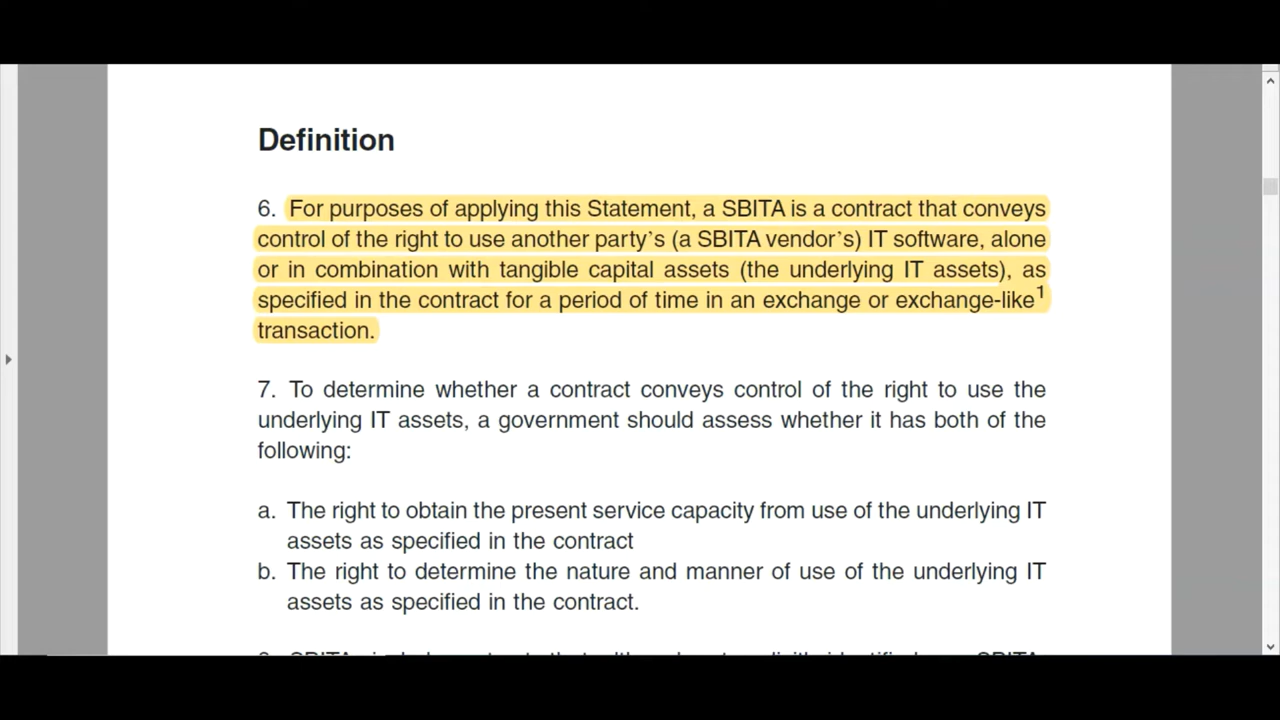 Definition
6. For purposes of applying this Statement, a SBITA is a contract that conveys
control of the right to use another party's (a SBITA vendor's) IT software, alone
or in combination with tangible capital assets (the underlying IT assets), as
specified in the contract for a period of time in an exchange or exchange-like1
transaction.
7. To determine whether a contract conveys control of the right to use the
underlying IT assets, a government should assess whether it has both of the
following:
a. The right to obtain the present service capacity from use of the underlying IT
assets as specified in the contract
b. The right to determine the nature and manner of use of the underlying IT
assets as specified in the contract.